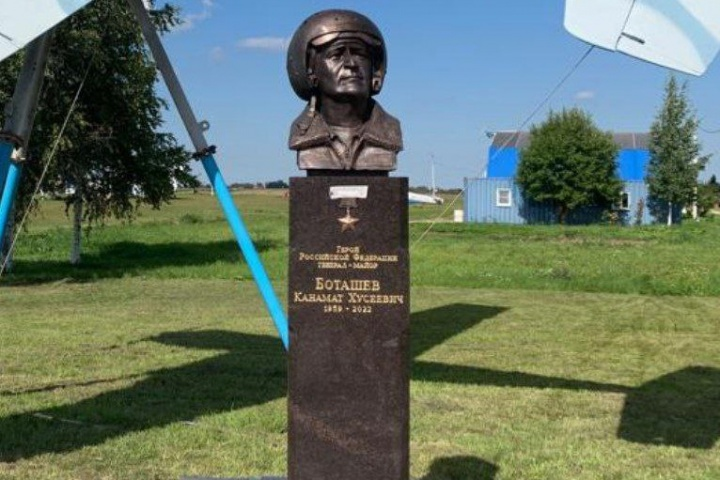 Герой
Российской Федерации
генерал-майор
Боташев
Канамат Хусеевич
1959 - 2022